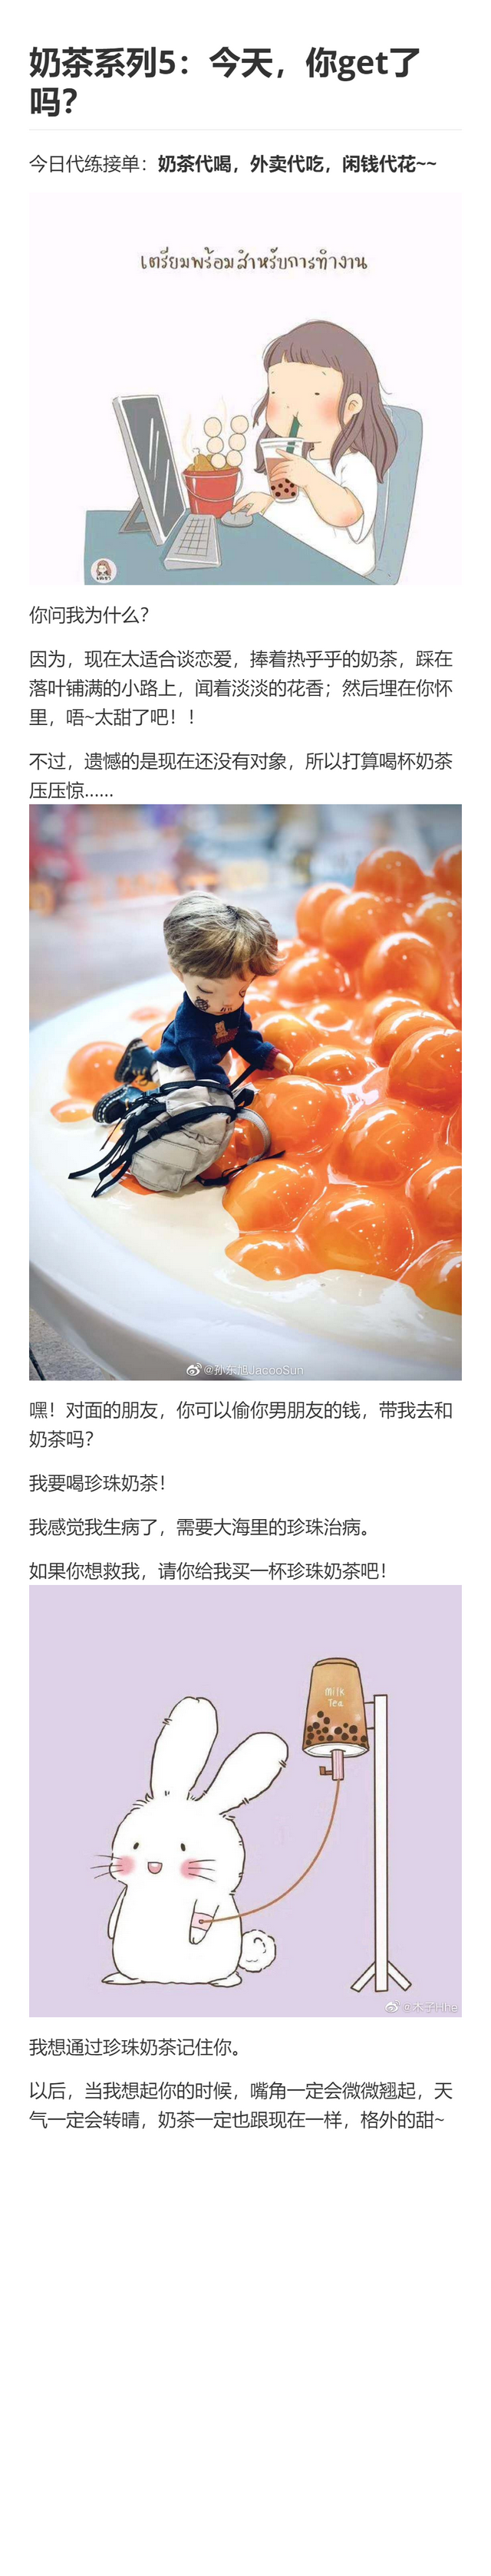 奶茶系列5：今天，你get了
吗？
今日代练接单：奶茶代喝，外卖代吃，闲钱代花~~
เตรียมพร้อมสำหรับการทำงาน
你问我为什么？
因为，现在太适合谈恋爱，捧着热乎乎的奶茶，踩在
落叶铺满的小路上，闻着淡淡的花香；然后埋在你怀
里，唔~太甜了吧！！
不过，遗憾的是现在还没有对象，所以打算喝杯奶茶
压压惊......
@孙东旭JacooSun
嘿！对面的朋友，你可以偷你男朋友的钱，带我去和
奶茶吗？
我要喝珍珠奶茶！
我感觉我生病了，需要大海里的珍珠治病。
如果你想救我，请你给我买一杯珍珠奶茶吧！
Milk
Tea
@木子Hhe
我想通过珍珠奶茶记住你。
以后，当我想起你的时候，嘴角一定会微微翘起，天
气一定会转晴，奶茶一定也跟现在一样，格外的甜~